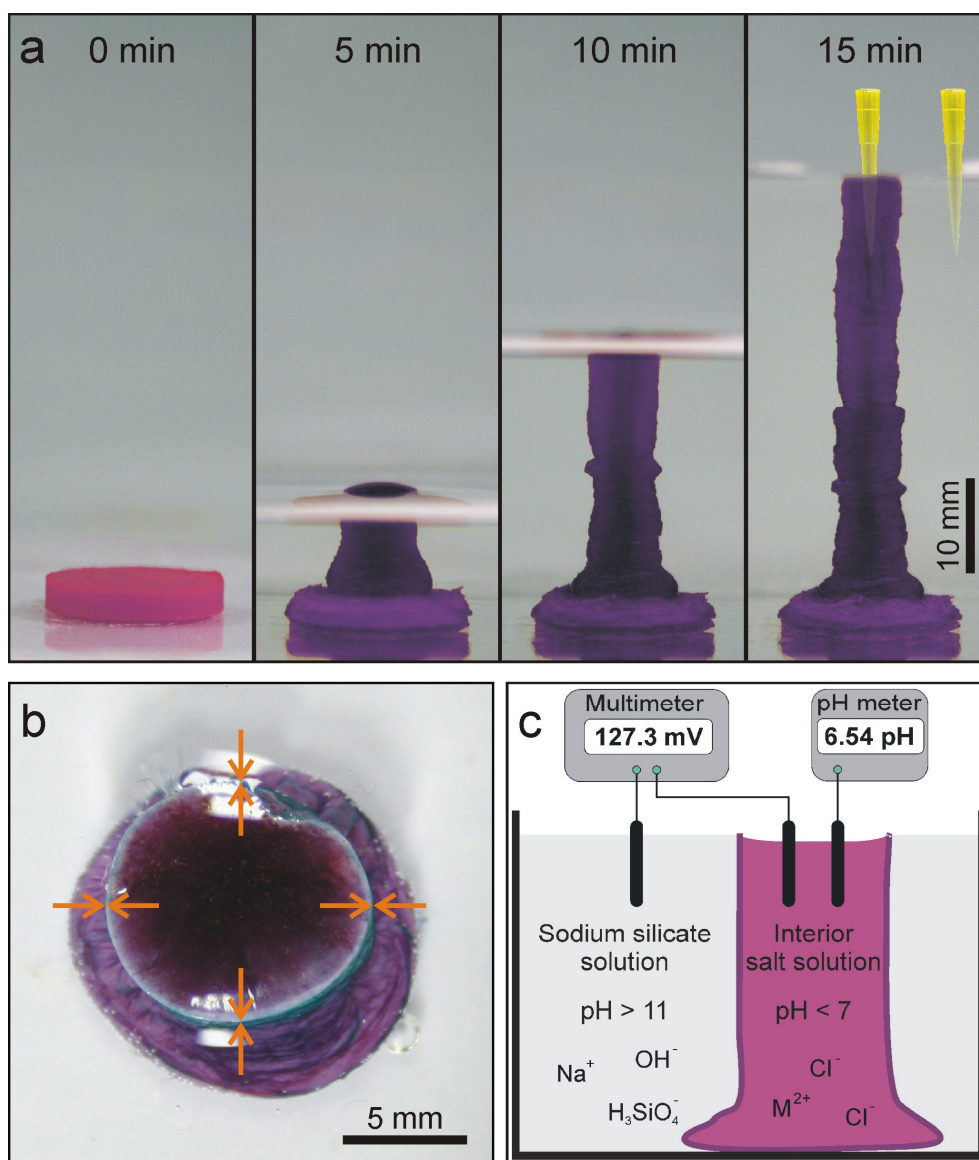 a
0 min
5 min
10 min
15 min
10 mm
b
5 mm
c
Multimeter
127.3 mV
pH meter
6.54 pH
Sodium silicate
solution
pH > 11
Na⁺
OH⁻
H₃SiO₄⁻
Interior
salt solution
pH < 7
Cl⁻
M²⁺
Cl⁻